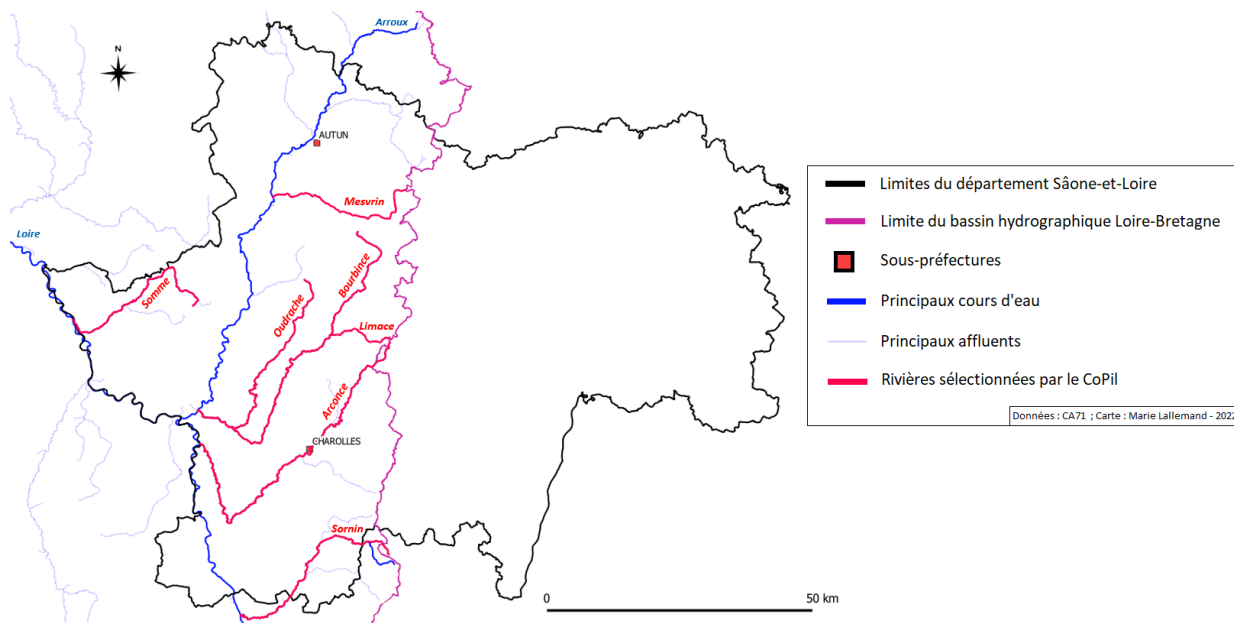 Arroux
N
AUTUN
Mesvrin
Loire
Bourbince
Somme
Oudrache
Limace
Arconce
CHAROLLES
Sornin
0
50 km
Limites du département Sâone-et-Loire
Limite du bassin hydrographique Loire-Bretagne
Sous-préfectures
Principaux cours d'eau
Principaux affluents
Rivières sélectionnées par le CoPil
Données : CA71 ; Carte : Marie Lallemand - 2022